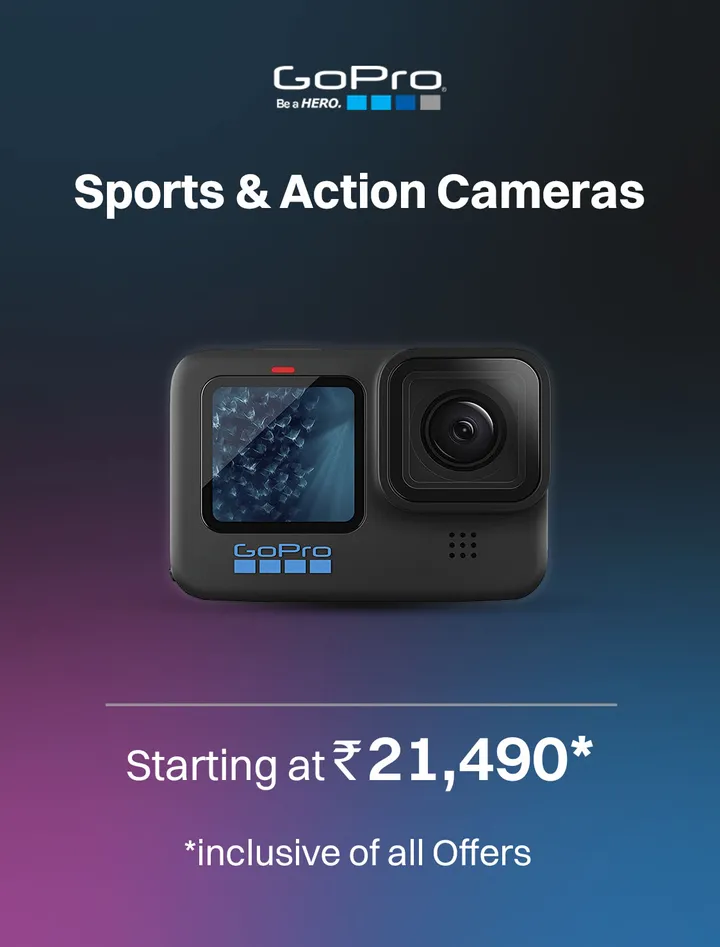 GoPro®
Be a HERO.
Sports & Action Cameras
GoPro
Starting at ₹21,490*
*inclusive of all Offers